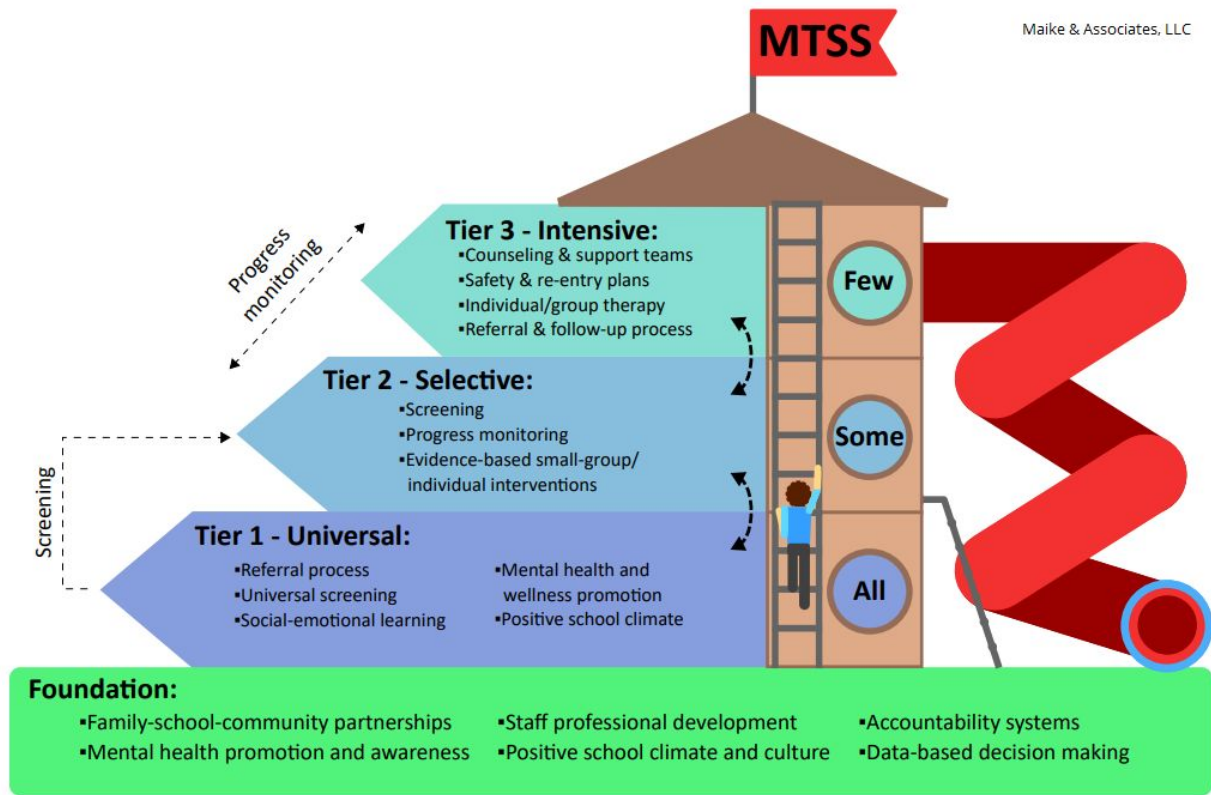 MTSS
Maike & Associates, LLC
Progress
monitoring
Tier 3 - Intensive:
▪Counseling & support teams
▪Safety & re-entry plans
▪Individual/group therapy
▪Referral & follow-up process
Few
Tier 2 - Selective:
▪Screening
▪Progress monitoring
▪Evidence-based small-group/
individual interventions
Some
Screening
Tier 1 - Universal:
▪Referral process
▪Universal screening
▪Social-emotional learning
▪Mental health and
wellness promotion
▪Positive school climate
All
Foundation:
▪Family-school-community partnerships
▪Mental health promotion and awareness
▪Staff professional development
▪Positive school climate and culture
▪Accountability systems
▪Data-based decision making